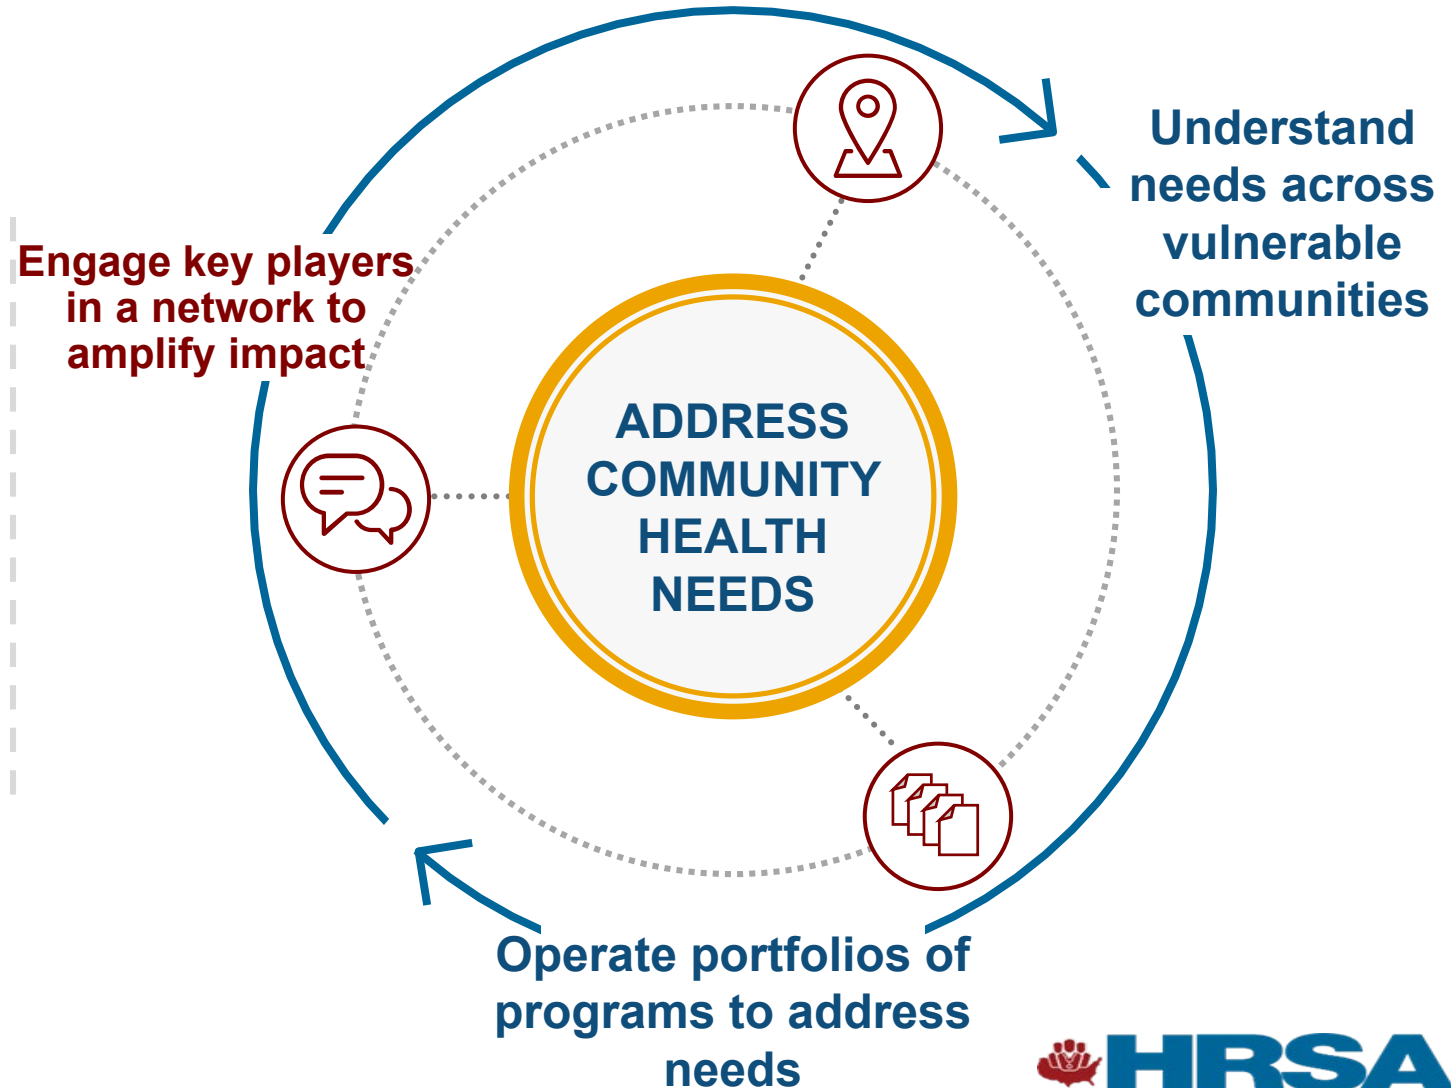 Understand
needs across
vulnerable
communities
Engage key players
in a network to
amplify impact
ADDRESS
COMMUNITY
HEALTH
NEEDS
Operate portfolios of
programs to address
needs
HRSA